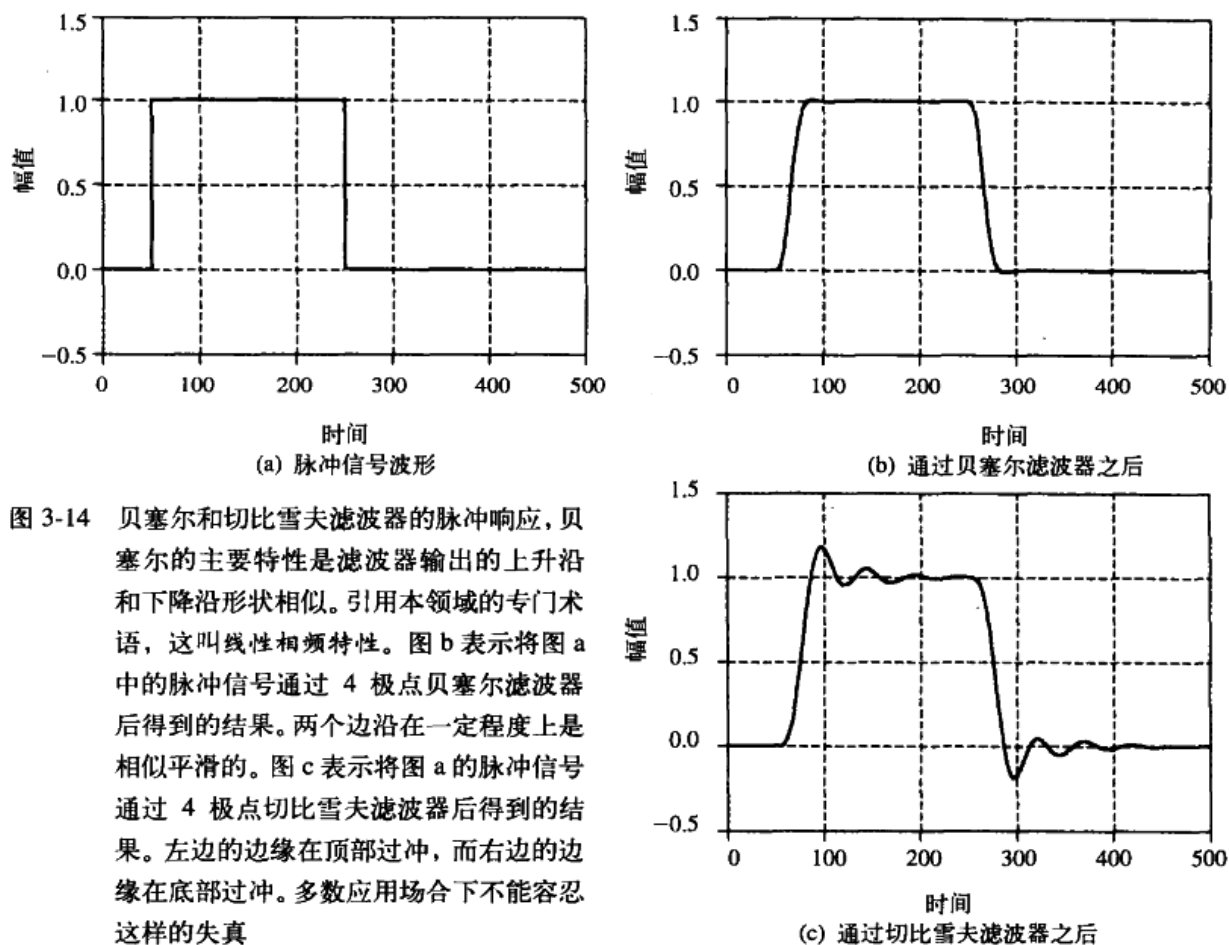 1.5
1.0
0.5
0.0
−0.5
幅值
0 100 200 300 400 500
时间
(a) 脉冲信号波形
1.5
1.0
0.5
0.0
−0.5
幅值
0 100 200 300 400 500
时间
(b) 通过贝塞尔滤波器之后
图 3-14 贝塞尔和切比雪夫滤波器的脉冲响应，贝
塞尔的主要特性是滤波器输出的上升沿
和下降沿形状相似。引用本领域的专门术
语，这叫线性相频特性。图 b 表示将图 a
中的脉冲信号通过 4 极点贝塞尔滤波器
后得到的结果。两个边沿在一定程度上是
相似平滑的。图 c 表示将图 a 的脉冲信号
通过 4 极点切比雪夫滤波器后得到的结
果。左边的边缘在顶部过冲，而右边的边
缘在底部过冲。多数应用场合下不能容忍
这样的失真
1.5
1.0
0.5
0.0
−0.5
幅值
0 100 200 300 400 500
时间
(c) 通过切比雪夫滤波器之后